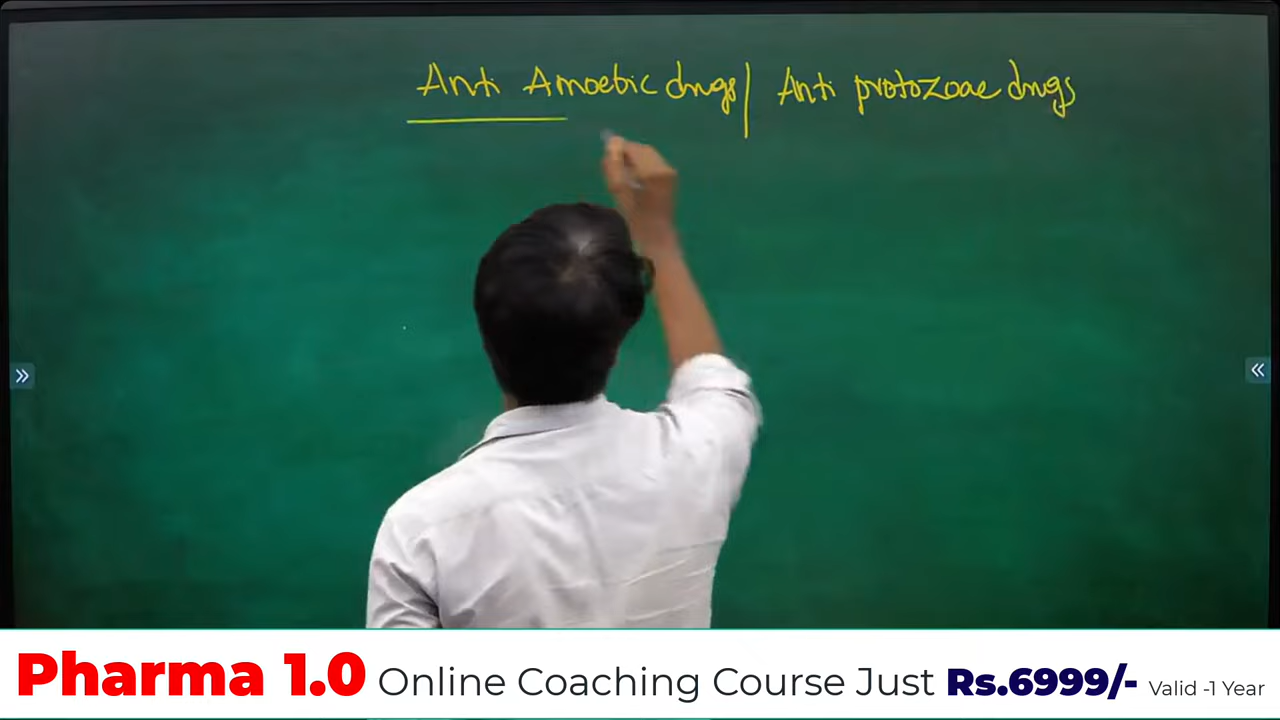 Anti Amoebic drugs/ Anti protozoae drugs
Pharma 1.0 Online Coaching Course Just Rs.6999/- Valid -1 Year